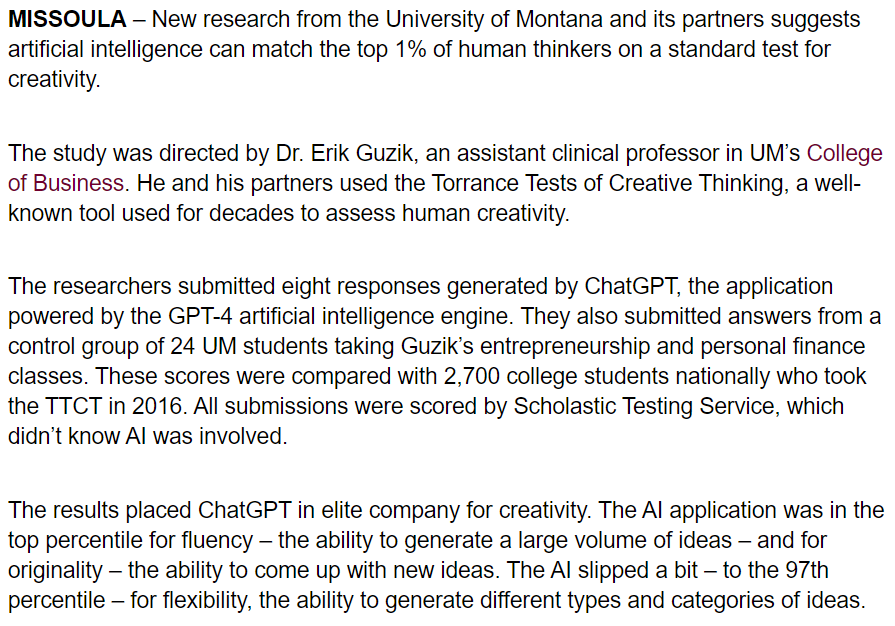 MISSOULA – New research from the University of Montana and its partners suggests
artificial intelligence can match the top 1% of human thinkers on a standard test for
creativity.
The study was directed by Dr. Erik Guzik, an assistant clinical professor in UM’s College
of Business. He and his partners used the Torrance Tests of Creative Thinking, a well-
known tool used for decades to assess human creativity.
The researchers submitted eight responses generated by ChatGPT, the application
powered by the GPT-4 artificial intelligence engine. They also submitted answers from a
control group of 24 UM students taking Guzik’s entrepreneurship and personal finance
classes. These scores were compared with 2,700 college students nationally who took
the TTCT in 2016. All submissions were scored by Scholastic Testing Service, which
didn’t know AI was involved.
The results placed ChatGPT in elite company for creativity. The AI application was in the
top percentile for fluency – the ability to generate a large volume of ideas – and for
originality – the ability to come up with new ideas. The AI slipped a bit – to the 97th
percentile – for flexibility, the ability to generate different types and categories of ideas.